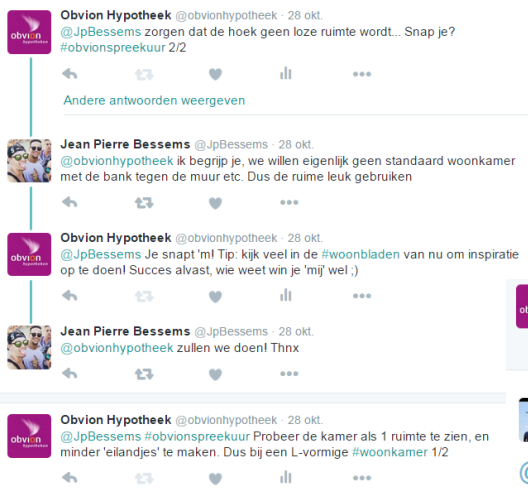 Obvion Hypotheek @obvionhypotheek · 28 okt.
@JpBessems zorgen dat de hoek geen loze ruimte wordt... Snap je?
#obvionspreekuur 2/2
Andere antwoorden weergeven
Jean Pierre Bessems @JpBessems · 28 okt.
@obvionhypotheek ik begrijp je, we willen eigenlijk geen standaard woonkamer
met de bank tegen de muur etc. Dus de ruime leuk gebruiken
Obvion Hypotheek @obvionhypotheek · 28 okt.
@JpBessems Je snapt 'm! Tip: kijk veel in de #woonbladen van nu om inspiratie
op te doen! Succes alvast, wie weet win je 'mij' wel ;)
Jean Pierre Bessems @JpBessems · 28 okt.
@obvionhypotheek zullen we doen! Thnx
Obvion Hypotheek @obvionhypotheek · 28 okt.
@JpBessems #obvionspreekuur Probeer de kamer als 1 ruimte te zien, en
minder 'eilandjes' te maken. Dus bij een L-vormige #woonkamer 1/2
obvion
hypotheken
obvion
hypotheken
obvion
hypotheken